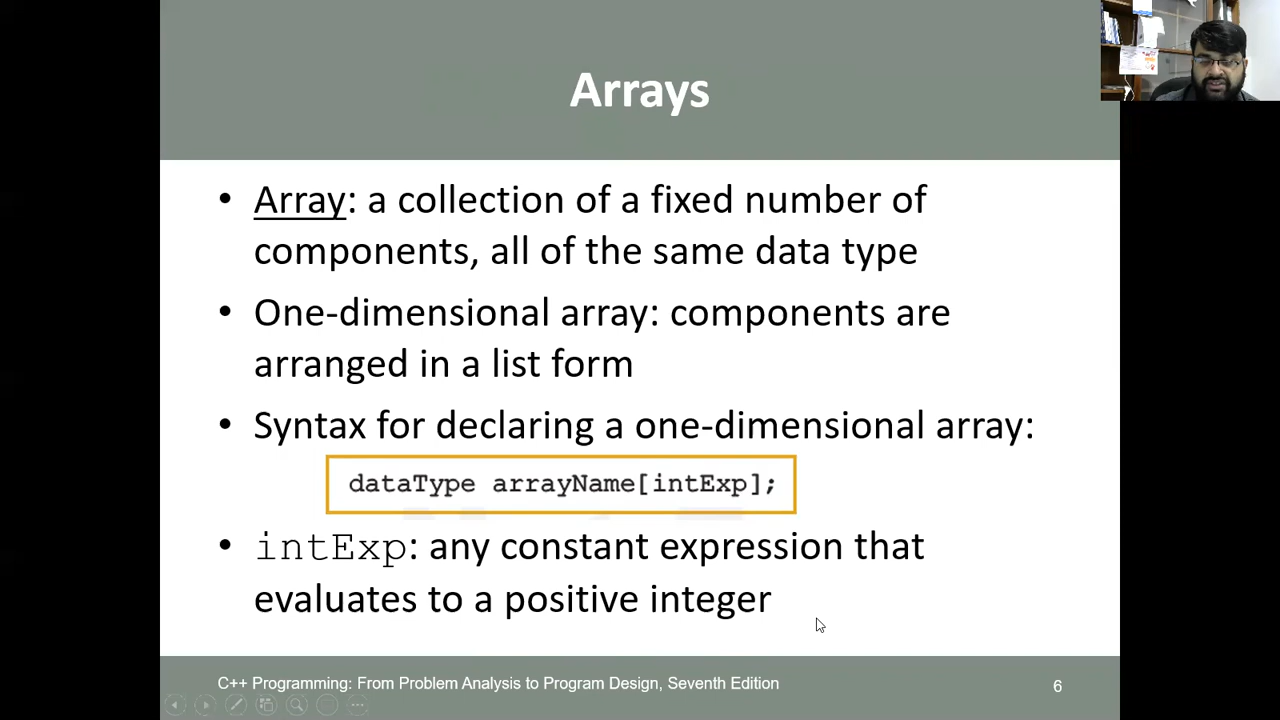 Arrays
• Array: a collection of a fixed number of
components, all of the same data type
• One-dimensional array: components are
arranged in a list form
• Syntax for declaring a one-dimensional array:
dataType arrayName[intExp];
• intExp: any constant expression that
evaluates to a positive integer
C++ Programming: From Problem Analysis to Program Design, Seventh Edition
6